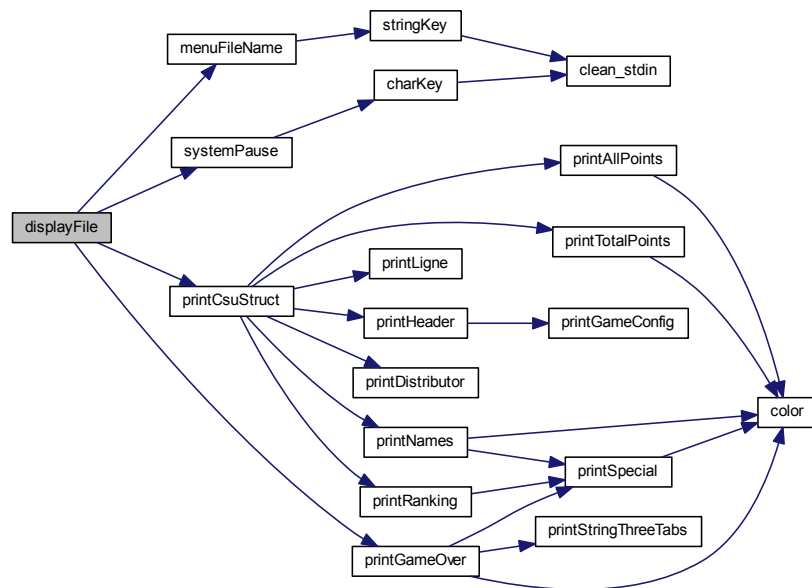 displayFile
menuFileName
systemPause
printCsuStruct
printGameOver
stringKey
charKey
printLigne
printHeader
printDistributor
printNames
printRanking
clean_stdin
printAllPoints
printTotalPoints
printGameConfig
printSpecial
printStringThreeTabs
color